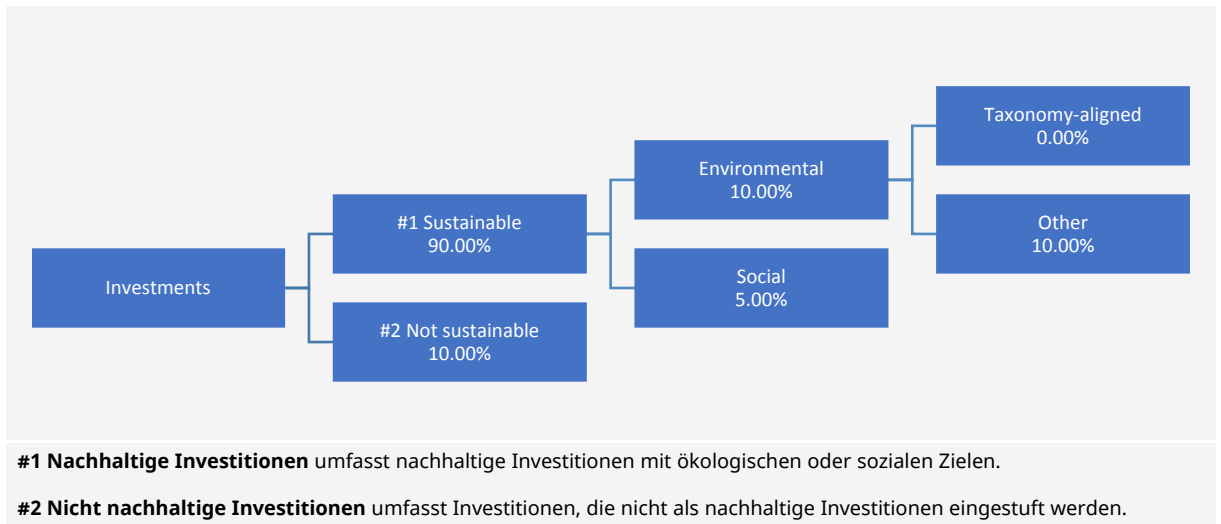 Taxonomy-aligned
0.00%
Environmental
10.00%
#1 Sustainable
90.00%
Other
10.00%
Investments
Social
5.00%
#2 Not sustainable
10.00%
#1 Nachhaltige Investitionen umfasst nachhaltige Investitionen mit ökologischen oder sozialen Zielen.
#2 Nicht nachhaltige Investitionen umfasst Investitionen, die nicht als nachhaltige Investitionen eingestuft werden.